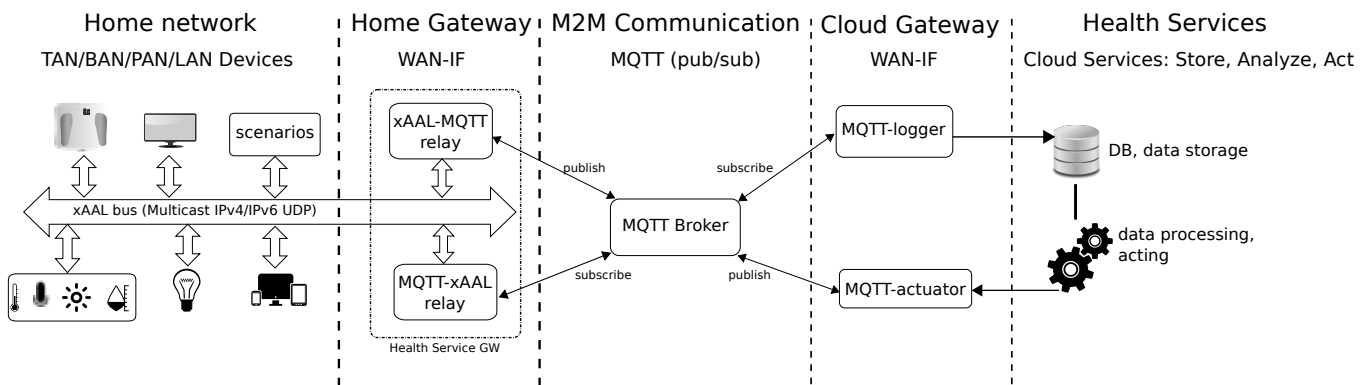 Home network
Home Gateway
M2M Communication
Cloud Gateway
Health Services
TAN/BAN/PAN/LAN Devices
WAN-IF
MQTT (pub/sub)
WAN-IF
Cloud Services: Store, Analyze, Act
scenarios
xAAL-MQTT
relay
MQTT-logger
DB, data storage
publish
subscribe
xAAL bus (Multicast IPv4/IPv6 UDP)
MQTT Broker
data processing,
acting
MQTT-xAAL
relay
subscribe
publish
MQTT-actuator
Health Service GW